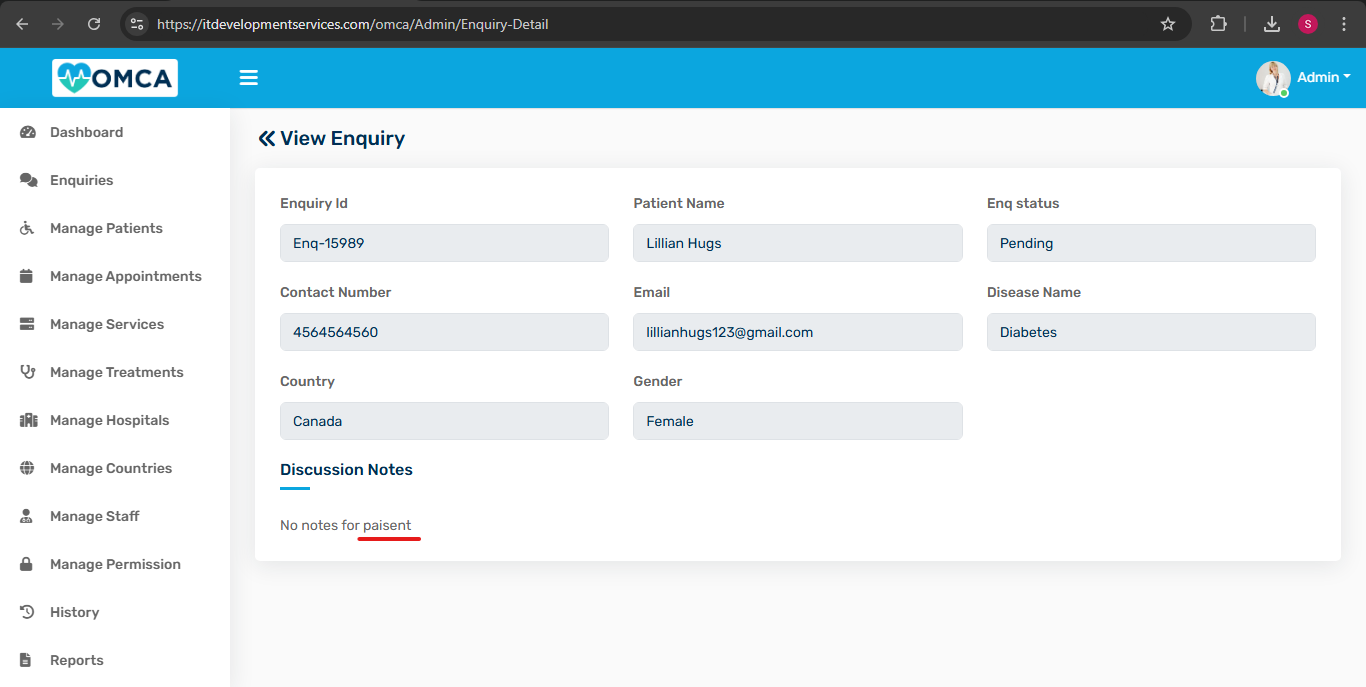 https://itdevelopmentservices.com/omca/Admin/Enquiry-Detail
S
OMCA
Admin
Dashboard
Enquiries
Manage Patients
Manage Appointments
Manage Services
Manage Treatments
Manage Hospitals
Manage Countries
Manage Staff
Manage Permission
History
Reports
View Enquiry
Enquiry Id
Patient Name
Enq status
Enq-15989
Lillian Hugs
Pending
Contact Number
Email
Disease Name
4564564560
lillianhugs123@gmail.com
Diabetes
Country
Gender
Canada
Female
Discussion Notes
No notes for paisent